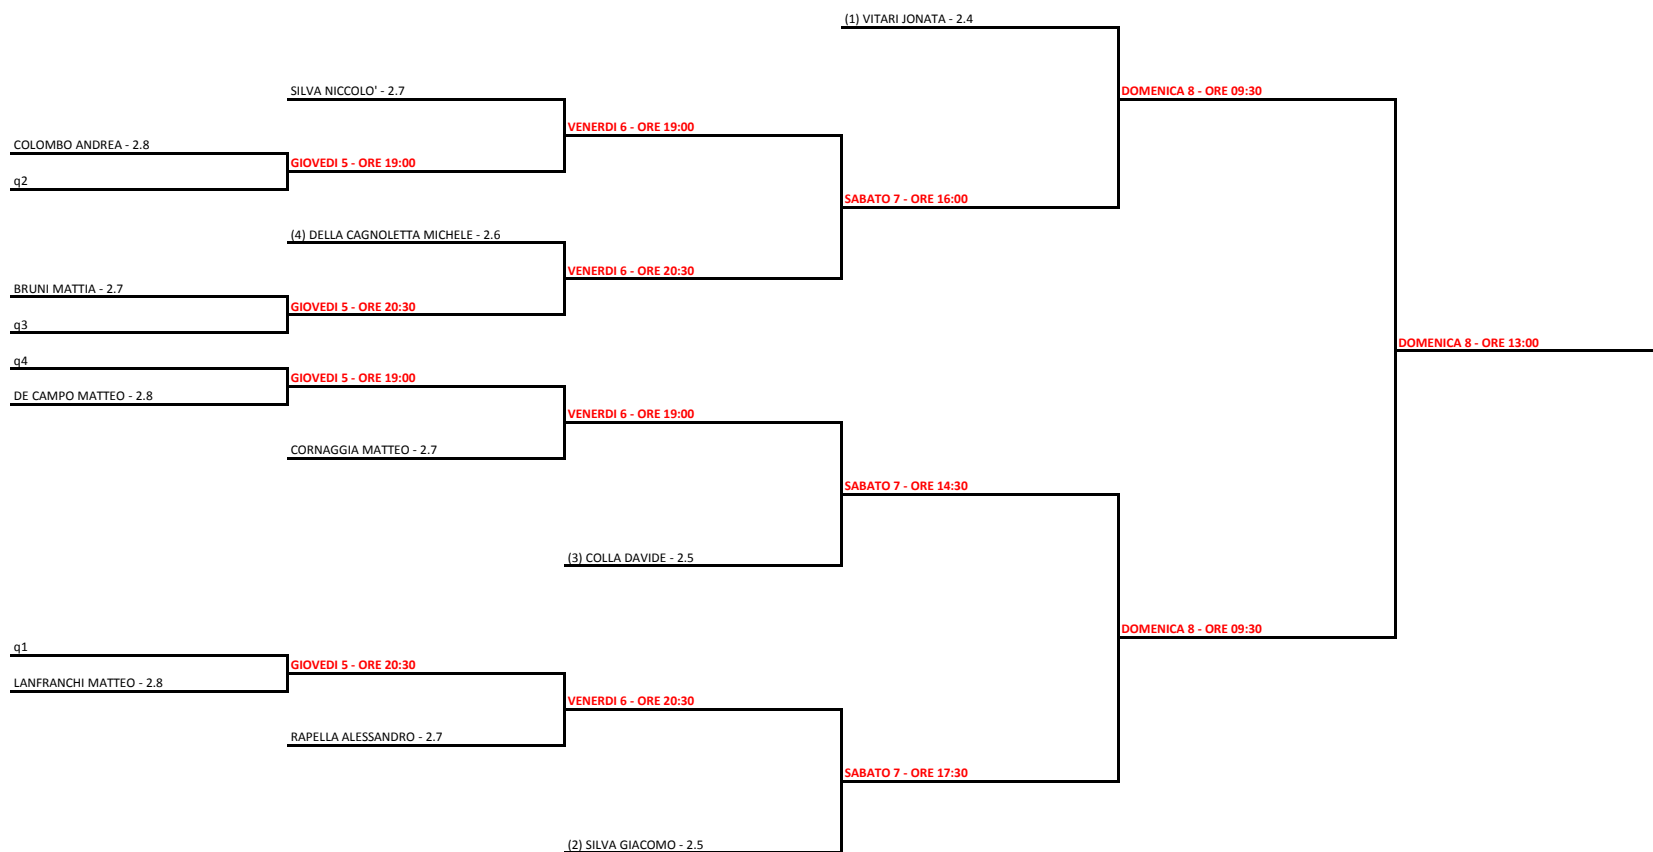 (1) VITARI JONATA - 2.4
SILVA NICCOLO' - 2.7
DOMENICA 8 - ORE 09:30
VENERDI 6 - ORE 19:00
COLOMBO ANDREA - 2.8
GIOVEDI 5 - ORE 19:00
q2
SABATO 7 - ORE 16:00
(4) DELLA CAGNOLETTA MICHELE - 2.6
VENERDI 6 - ORE 20:30
BRUNI MATTIA - 2.7
GIOVEDI 5 - ORE 20:30
q3
DOMENICA 8 - ORE 13:00
q4
GIOVEDI 5 - ORE 19:00
DE CAMPO MATTEO - 2.8
VENERDI 6 - ORE 19:00
CORNAGGIA MATTEO - 2.7
SABATO 7 - ORE 14:30
(3) COLLA DAVIDE - 2.5
DOMENICA 8 - ORE 09:30
q1
GIOVEDI 5 - ORE 20:30
LANFRANCHI MATTEO - 2.8
VENERDI 6 - ORE 20:30
RAPELLA ALESSANDRO - 2.7
SABATO 7 - ORE 17:30
(2) SILVA GIACOMO - 2.5